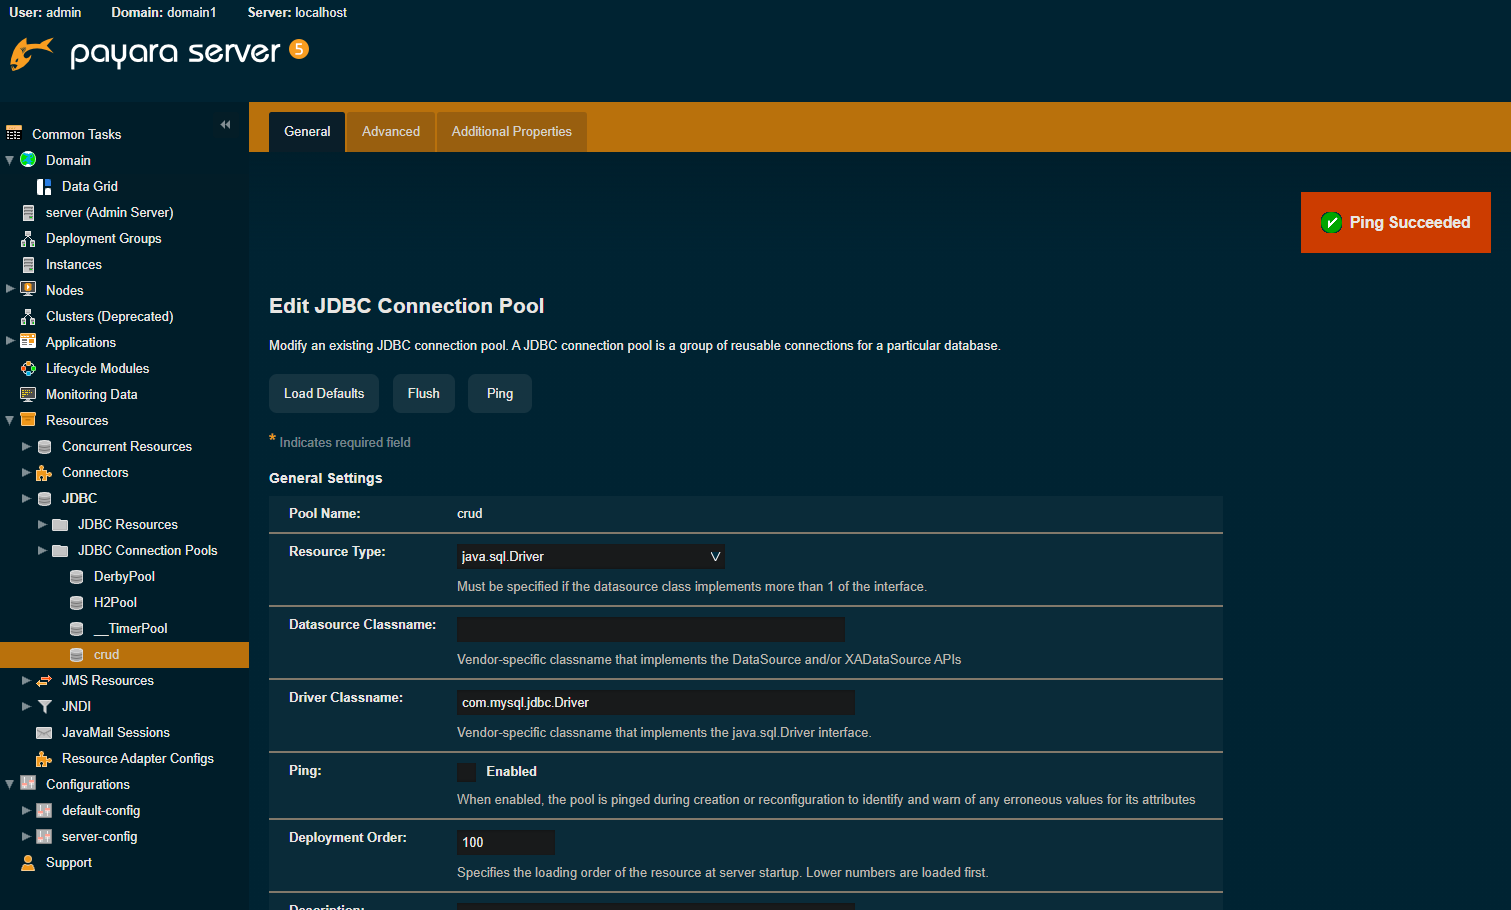 User: admin Domain: domain1 Server: localhost
payara server 5
Common Tasks
Domain
Data Grid
server (Admin Server)
Deployment Groups
Instances
Nodes
Clusters (Deprecated)
Applications
Lifecycle Modules
Monitoring Data
Resources
Concurrent Resources
Connectors
JDBC
JDBC Resources
JDBC Connection Pools
DerbyPool
H2Pool
__TimerPool
crud
JMS Resources
JNDI
JavaMail Sessions
Resource Adapter Configs
Configurations
default-config
server-config
Support
General Advanced Additional Properties
Ping Succeeded
Edit JDBC Connection Pool
Modify an existing JDBC connection pool. A JDBC connection pool is a group of reusable connections for a particular database.
Load Defaults Flush Ping
* Indicates required field
General Settings
Pool Name: crud
Resource Type: java.sql.Driver
Must be specified if the datasource class implements more than 1 of the interface.
Datasource Classname:
Vendor-specific classname that implements the DataSource and/or XADataSource APIs
Driver Classname: com.mysql.jdbc.Driver
Vendor-specific classname that implements the java.sql.Driver interface.
Ping: Enabled
When enabled, the pool is pinged during creation or reconfiguration to identify and warn of any erroneous values for its attributes
Deployment Order: 100
Specifies the loading order of the resource at server startup. Lower numbers are loaded first.
Description: